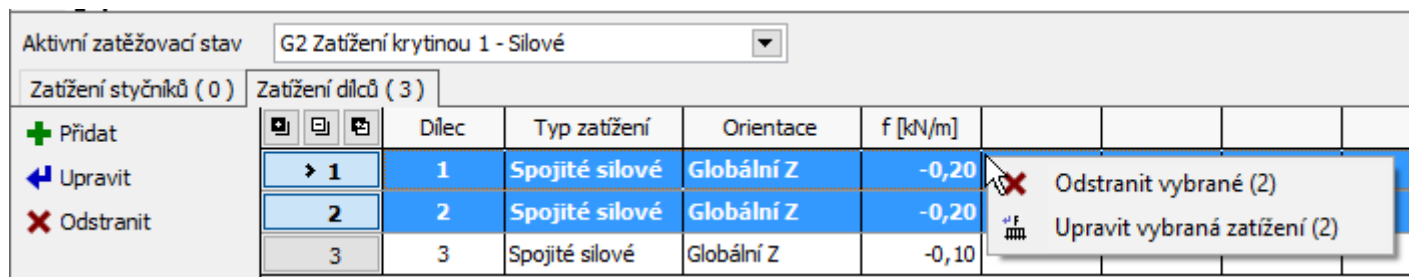 Aktivní zatěžovací stav G2 Zatížení krytinou 1 - Silové
Zatížení styčníků ( 0 ) Zatížení dílců ( 3 )
Přidat
Upravit
Odstranit
Dílec Typ zatížení Orientace f [kN/m]
1 1 Spojité silové Globální Z -0,20
2 2 Spojité silové Globální Z -0,20
3 3 Spojité silové Globální Z -0,10
Odstranit vybrané (2)
Upravit vybraná zatížení (2)